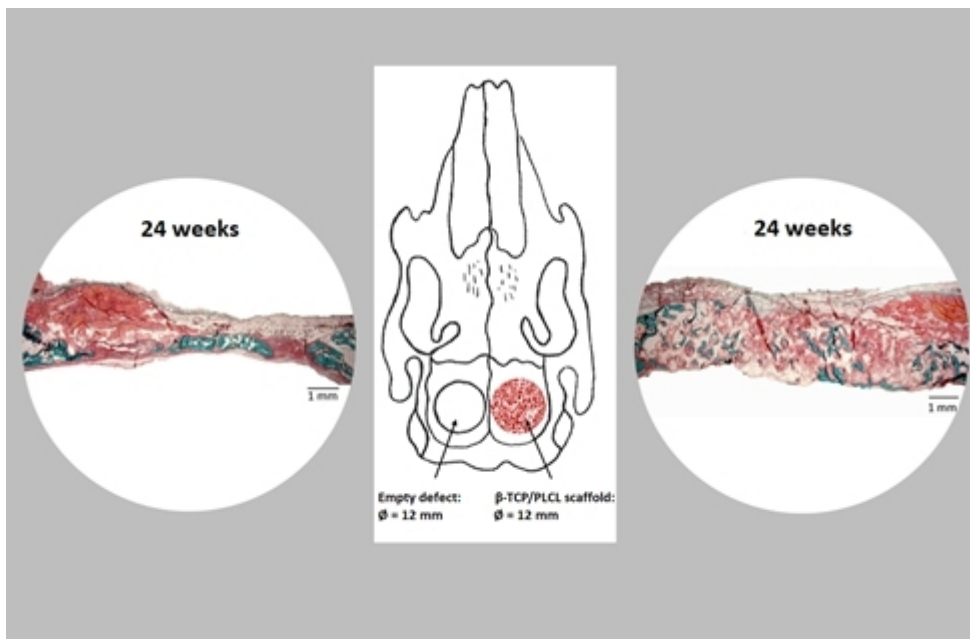 24 weeks
1 mm
Empty defect:
Ø = 12 mm
β-TCP/PLCL scaffold:
Ø = 12 mm
24 weeks
1 mm